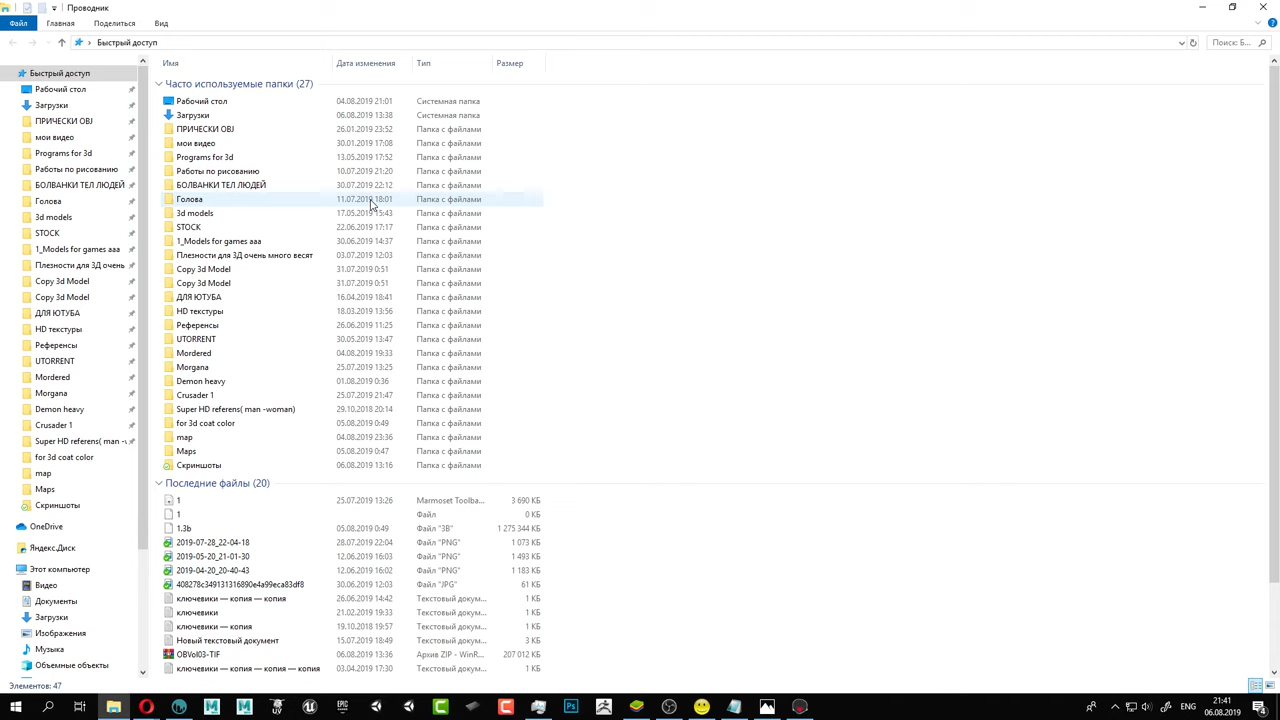 Проводник
Файл Главная Поделиться Вид
Быстрый доступ
Поиск: Б...
Быстрый доступ
Рабочий стол
Загрузки
ПРИЧЕСКИ OBJ
мои видео
Programs for 3d
Работы по рисованию
БОЛВАНКИ ТЕЛ ЛЮДЕЙ
Голова
3d models
STOCK
1_Models for games aaa
Плезности для 3Д очень
Copy 3d Model
Copy 3d Model
ДЛЯ ЮТУБА
HD текстуры
Референсы
UTORRENT
Mordered
Morgana
Demon heavy
Crusader 1
Super HD referens( man -w
for 3d coat color
map
Maps
Скриншоты
OneDrive
Яндекс.Диск
Этот компьютер
Видео
Документы
Загрузки
Изображения
Музыка
Объемные объекты
Имя Дата изменения Тип Размер
Часто используемые папки (27)
Рабочий стол 04.08.2019 21:01 Системная папка
Загрузки 06.08.2019 13:38 Системная папка
ПРИЧЕСКИ OBJ 26.01.2019 23:52 Папка с файлами
мои видео 30.01.2019 17:08 Папка с файлами
Programs for 3d 13.05.2019 17:52 Папка с файлами
Работы по рисованию 10.07.2019 21:20 Папка с файлами
БОЛВАНКИ ТЕЛ ЛЮДЕЙ 30.07.2019 22:12 Папка с файлами
Голова 11.07.2019 18:01 Папка с файлами
3d models 17.05.2019 15:43 Папка с файлами
STOCK 22.06.2019 17:17 Папка с файлами
1_Models for games aaa 30.06.2019 14:37 Папка с файлами
Плезности для 3Д очень много весят 03.07.2019 12:03 Папка с файлами
Copy 3d Model 31.07.2019 0:51 Папка с файлами
Copy 3d Model 31.07.2019 0:51 Папка с файлами
ДЛЯ ЮТУБА 16.04.2019 18:41 Папка с файлами
HD текстуры 18.03.2019 13:56 Папка с файлами
Референсы 26.06.2019 11:25 Папка с файлами
UTORRENT 30.05.2019 13:47 Папка с файлами
Mordered 04.08.2019 19:33 Папка с файлами
Morgana 25.07.2019 13:25 Папка с файлами
Demon heavy 01.08.2019 0:36 Папка с файлами
Crusader 1 25.07.2019 21:47 Папка с файлами
Super HD referens( man -woman) 29.10.2018 20:14 Папка с файлами
for 3d coat color 05.08.2019 0:49 Папка с файлами
map 04.08.2019 23:36 Папка с файлами
Maps 05.08.2019 0:47 Папка с файлами
Скриншоты 06.08.2019 13:16 Папка с файлами
Последние файлы (20)
1 25.07.2019 13:26 Marmoset Toolba... 3 690 КБ
1 28.07.2019 13:26 Файл 0 КБ
1.3b 05.08.2019 0:49 Файл "3B" 1 275 344 КБ
2019-07-28_22-04-18 28.07.2019 22:04 Файл "PNG" 1 073 КБ
2019-05-20_21-01-30 12.06.2019 16:03 Файл "PNG" 1 493 КБ
2019-04-20_20-40-43 12.06.2019 16:02 Файл "PNG" 1 183 КБ
408278c349131316890e4a99eca83df8 30.06.2019 12:03 Файл "JPG" 61 КБ
ключевики — копия — копия 26.06.2019 14:42 Текстовый докум... 1 КБ
ключевики 21.02.2019 19:33 Текстовый докум... 1 КБ
ключевики — копия 19.10.2018 19:57 Текстовый докум... 1 КБ
Новый текстовый документ 15.07.2019 18:49 Текстовый докум... 3 КБ
OBVol03-TIF 06.08.2019 13:36 Архив ZIP - WinR... 207 012 КБ
ключевики — копия — копия — копия 03.04.2019 17:30 Текстовый докум... 1 КБ
Элементов: 47
UV
EPIC
GAMES
Ps
ENG
21:41
06.08.2019
4